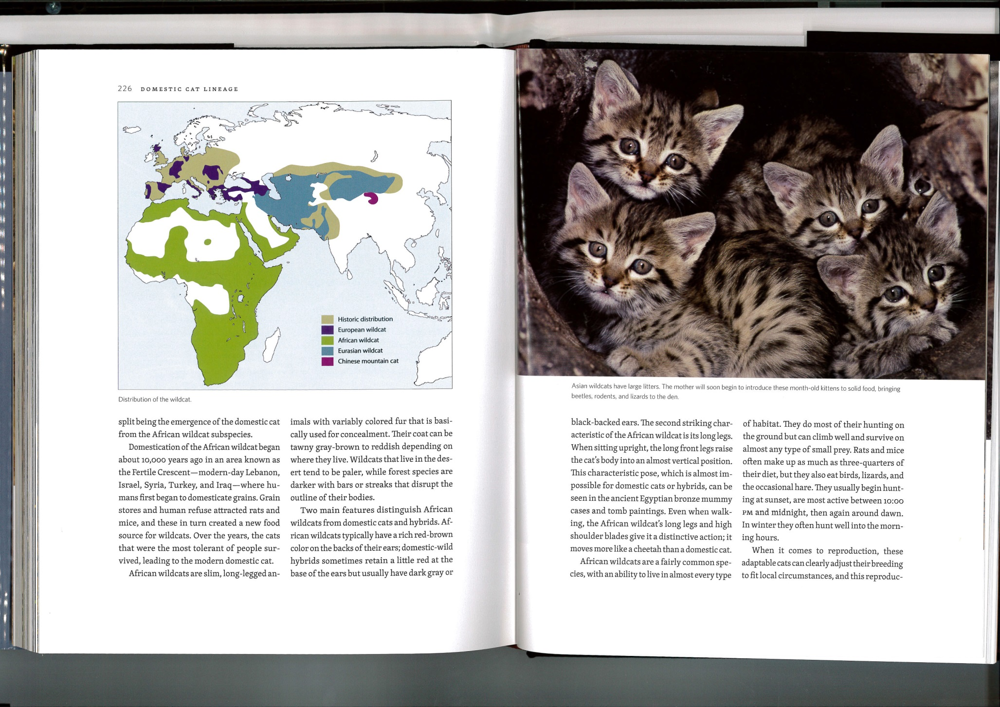 226 DOMESTIC CAT LINEAGE
Historic distribution
European wildcat
African wildcat
Eurasian wildcat
Chinese mountain cat
Distribution of the wildcat.
split being the emergence of the domestic cat
from the African wildcat subspecies.
Domestication of the African wildcat began
about 10,000 years ago in an area known as
the Fertile Crescent—modern-day Lebanon,
Israel, Syria, Turkey, and Iraq—where hu-
mans first began to domesticate grains. Grain
stores and human refuse attracted rats and
mice, and these in turn created a new food
source for wildcats. Over the years, the cats
that were the most tolerant of people sur-
vived, leading to the modern domestic cat.
African wildcats are slim, long-legged an-
imals with variably colored fur that is basi-
cally used for concealment. Their coat can be
tawny gray-brown to reddish depending on
where they live. Wildcats that live in the des-
ert tend to be paler, while forest species are
darker with bars or streaks that disrupt the
outline of their bodies.
Two main features distinguish African
wildcats from domestic cats and hybrids. Af-
rican wildcats typically have a rich red-brown
color on the backs of their ears; domestic-wild
hybrids sometimes retain a little red at the
base of the ears but usually have dark gray or
Asian wildcats have large litters. The mother will soon begin to introduce these month-old kittens to solid food, bringing
beetles, rodents, and lizards to the den.
black-backed ears. The second striking char-
acteristic of the African wildcat is its long legs.
When sitting upright, the long front legs raise
the cat's body into an almost vertical position.
This characteristic pose, which is almost im-
possible for domestic cats or hybrids, can be
seen in the ancient Egyptian bronze mummy
cases and tomb paintings. Even when walk-
ing, the African wildcat's long legs and high
shoulder blades give it a distinctive action; it
moves more like a cheetah than a domestic cat.
African wildcats are a fairly common spe-
cies, with an ability to live in almost every type
of habitat. They do most of their hunting on
the ground but can climb well and survive on
almost any type of small prey. Rats and mice
often make up as much as three-quarters of
their diet, but they also eat birds, lizards, and
the occasional hare. They usually begin hunt-
ing at sunset, are most active between 10:00
PM and midnight, then again around dawn.
In winter they often hunt well into the morn-
ing hours.
When it comes to reproduction, these
adaptable cats can clearly adjust their breeding
to fit local circumstances, and this reproduc-